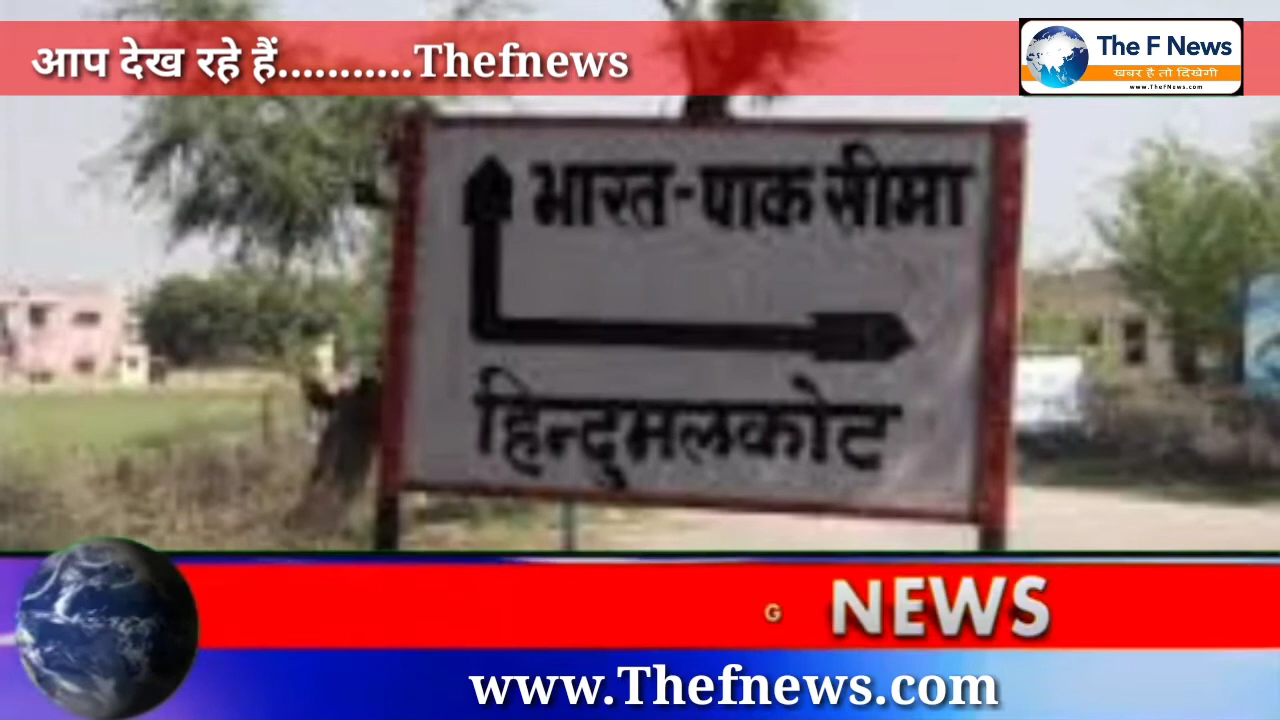 आप देख रहे हैं...........Thefnews
The F News
खबर है तो दिखेगी
www.TheFNews.com
भारत-पाक सीमा
हिन्दुमलकोट
G NEWS
www.Thefnews.com